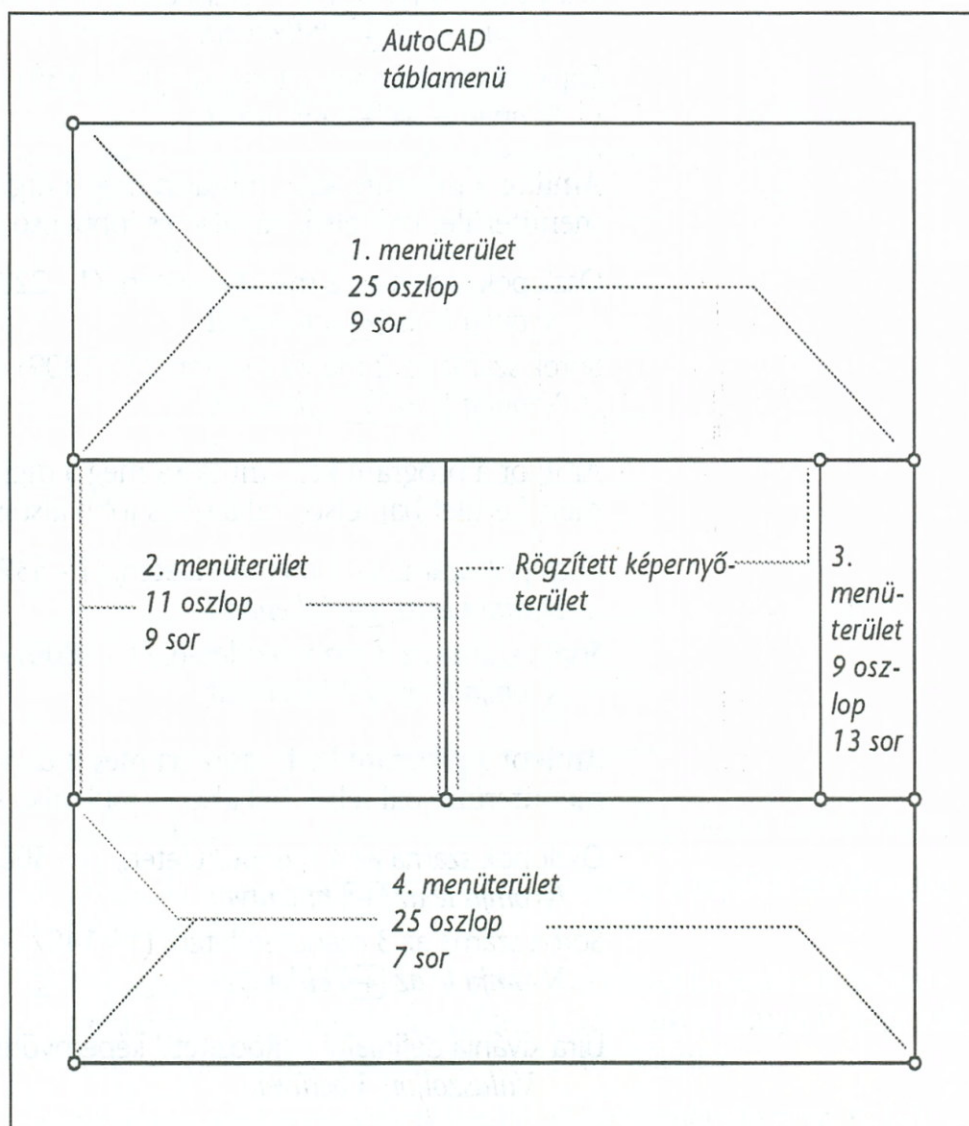 AutoCAD
táblamenü
1. menüterület
25 oszlop
9 sor
2. menüterület
11 oszlop
9 sor
Rögzített képernyő-
terület
3.
menü-
terület
9 osz-
lop
13 sor
4. menüterület
25 oszlop
7 sor